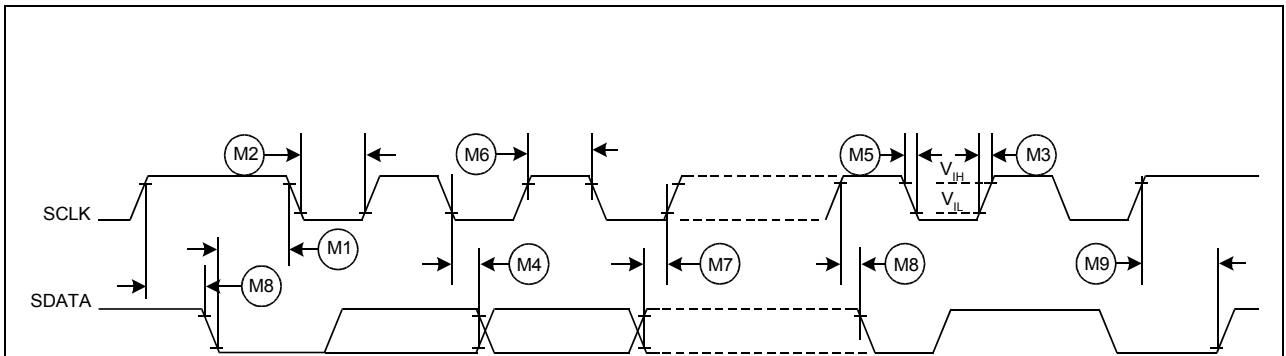 M2 M6 M5 V_IH M3
V_IL
SCLK
M1 M4 M7 M8 M9
M8
SDATA